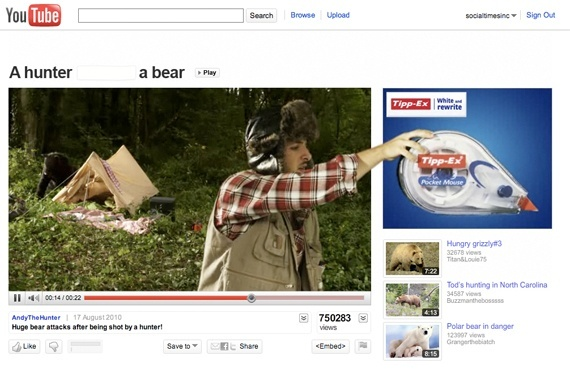 YouTube
Search
Browse
Upload
socialtimesinc
Sign Out
A hunter a bear
Play
Tipp-Ex
White and rewrite
Tipp-Ex
Pocket Mouse
00:14 / 00:22
AndyTheHunter | 17 August 2010
Huge bear attacks after being shot by a hunter!
750283
views
Like
Save to
Share
<Embed>
7:22
Hungry grizzly#3
32678 views
Titan&Louie75
4:13
Tod's hunting in North Carolina
34587 views
Buzzmanthebosssss
8:15
Polar bear in danger
123997 views
Grangerthebiatch